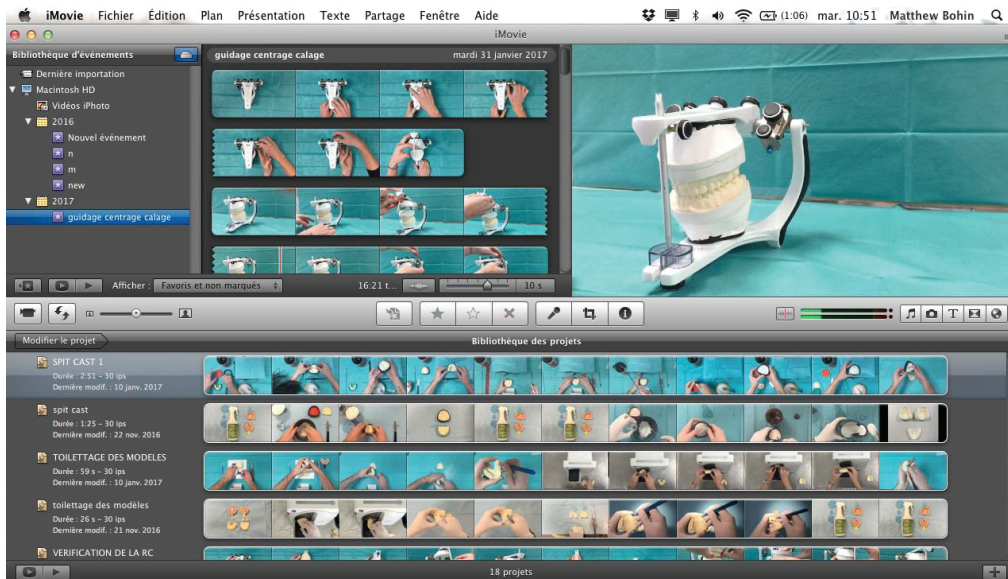 iMovie Fichier Édition Plan Présentation Texte Partage Fenêtre Aide (1:06) mar. 10:51 Matthew Bohin
iMovie
Bibliothèque d'événements
guidage centrage calage mardi 31 janvier 2017
Dernière importation
Macintosh HD
Vidéos iPhoto
2016
Nouvel événement
n
m
new
2017
guidage centrage calage
Afficher : Favoris et non marqués 16:21 t... 10 s
Modifier le projet Bibliothèque des projets
SPIT CAST 1
Durée : 2:51 – 30 ips
Dernière modif. : 10 janv. 2017
spit cast
Durée : 1:25 – 30 ips
Dernière modif. : 22 nov. 2016
TOILETTAGE DES MODELES
Durée : 59 s – 30 ips
Dernière modif. : 10 janv. 2017
toilettage des modèles
Durée : 26 s – 30 ips
Dernière modif. : 21 nov. 2016
VERIFICATION DE LA RC
18 projets